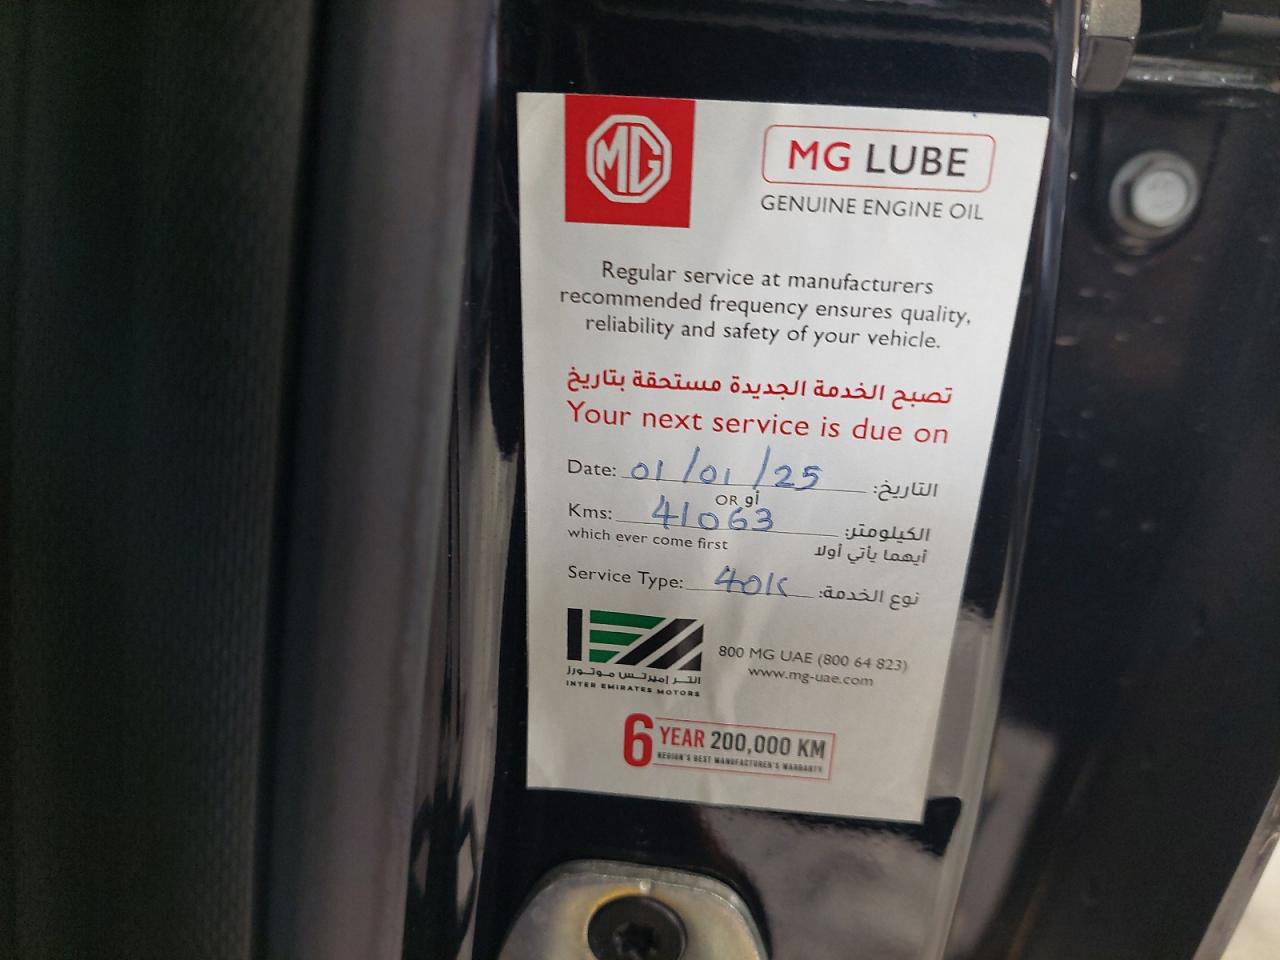 MG
MG LUBE
GENUINE ENGINE OIL
Regular service at manufacturers
recommended frequency ensures quality,
reliability and safety of your vehicle.
تصبح الخدمة الجديدة مستحقة بتاريخ
Your next service is due on
Date: 01/01/25 التاريخ:
OR أو
Kms: 41063 الكيلومتر:
which ever come first أيهما يأتي أولا
Service Type: 40K نوع الخدمة:
800 MG UAE (800 64 823)
www.mg-uae.com
انتر إميرتس موتورز
INTER EMIRATES MOTORS
6 YEAR 200,000 KM
REGION'S BEST MANUFACTURER'S WARRANTY